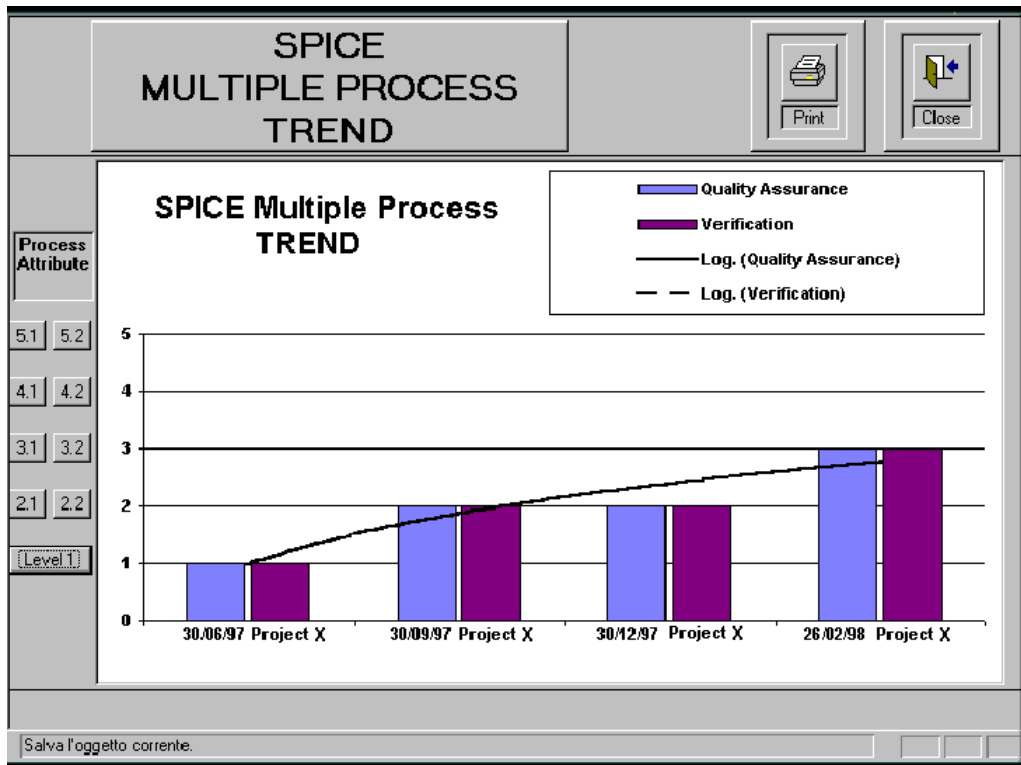 SPICE
MULTIPLE PROCESS
TREND
Print
Close
SPICE Multiple Process
TREND
Quality Assurance
Verification
Log. (Quality Assurance)
Log. (Verification)
Process
Attribute
5.1 5.2
4.1 4.2
3.1 3.2
2.1 2.2
Level 1
5
4
3
2
1
0
30/06/97 Project X
30/09/97 Project X
30/12/97 Project X
26/02/98 Project X
Salva l'oggetto corrente.